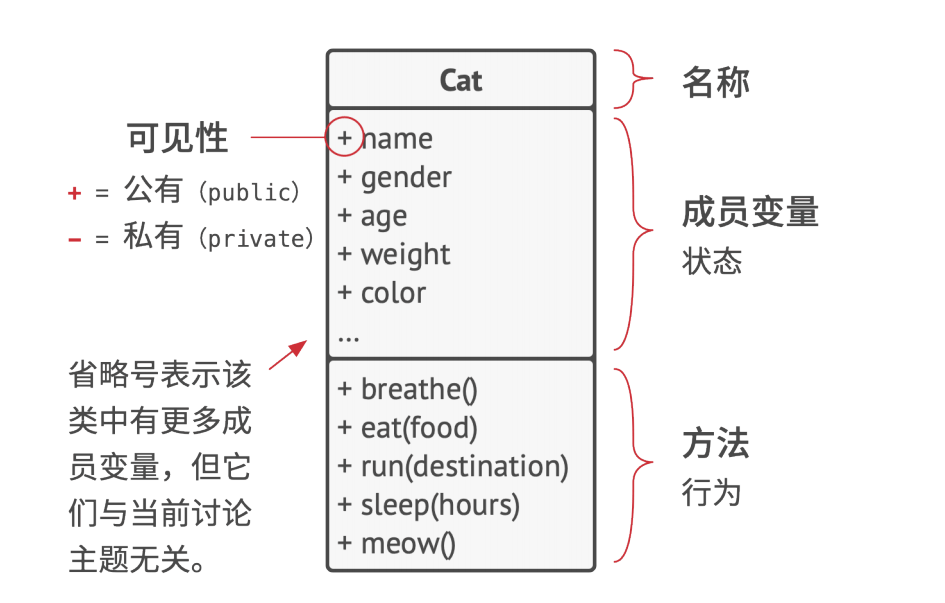 Cat
名称
可见性
+ = 公有（public）
− = 私有（private）
+ name
+ gender
+ age
+ weight
+ color
...
成员变量
状态
省略号表示该
类中有更多成
员变量，但它
们与当前讨论
主题无关。
+ breathe()
+ eat(food)
+ run(destination)
+ sleep(hours)
+ meow()
方法
行为